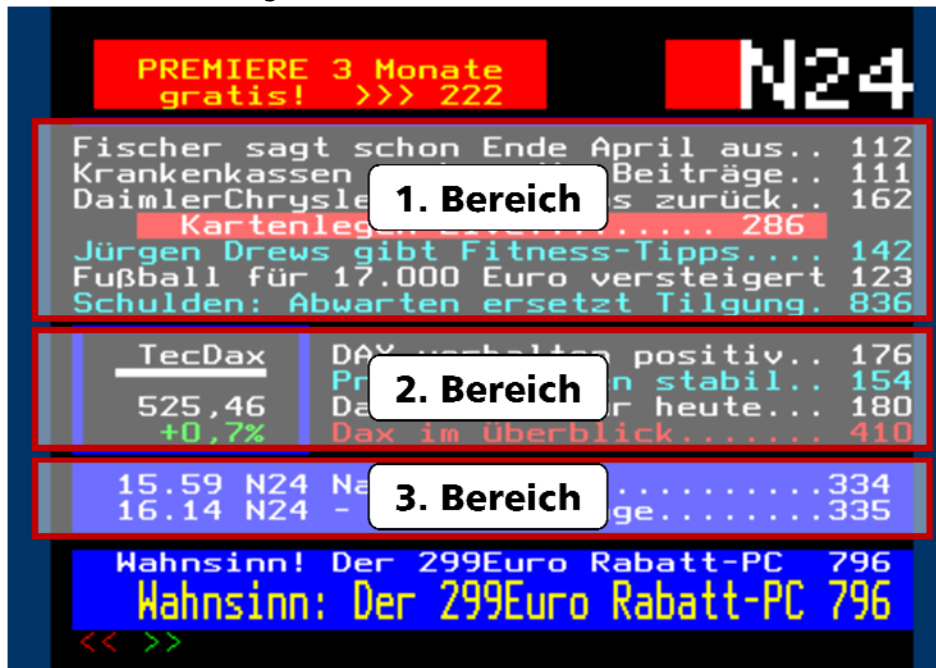 PREMIERE 3 Monate
gratis! >>> 222
N24
Fischer sagt schon Ende April aus.. 112
Krankenkassen Beiträge.. 111
DaimlerChrysle s zurück.. 162
1. Bereich
Kartenlegen ......... 286
Jürgen Drews gibt Fitness-Tipps.... 142
Fußball für 17.000 Euro versteigert 123
Schulden: Abwarten ersetzt Tilgung. 836
TecDax
525,46
+0,7%
DAX verhalten positiv.. 176
n stabil.. 154
r heute... 180
Dax im überblick....... 410
2. Bereich
15.59 N24 Na ..........334
16.14 N24 - ge........335
3. Bereich
Wahnsinn! Der 299Euro Rabatt-PC 796
Wahnsinn: Der 299Euro Rabatt-PC 796
<< >>